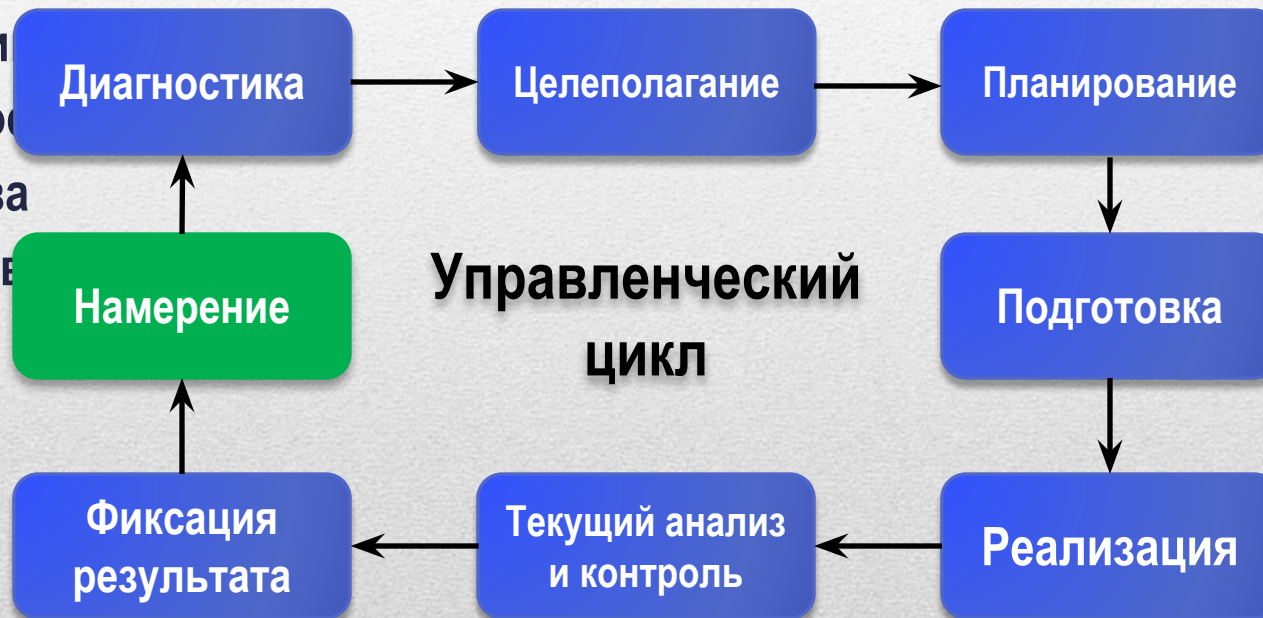 Диагностика
Целеполагание
Планирование
Намерение
Управленческий
цикл
Подготовка
Фиксация
результата
Текущий анализ
и контроль
Реализация